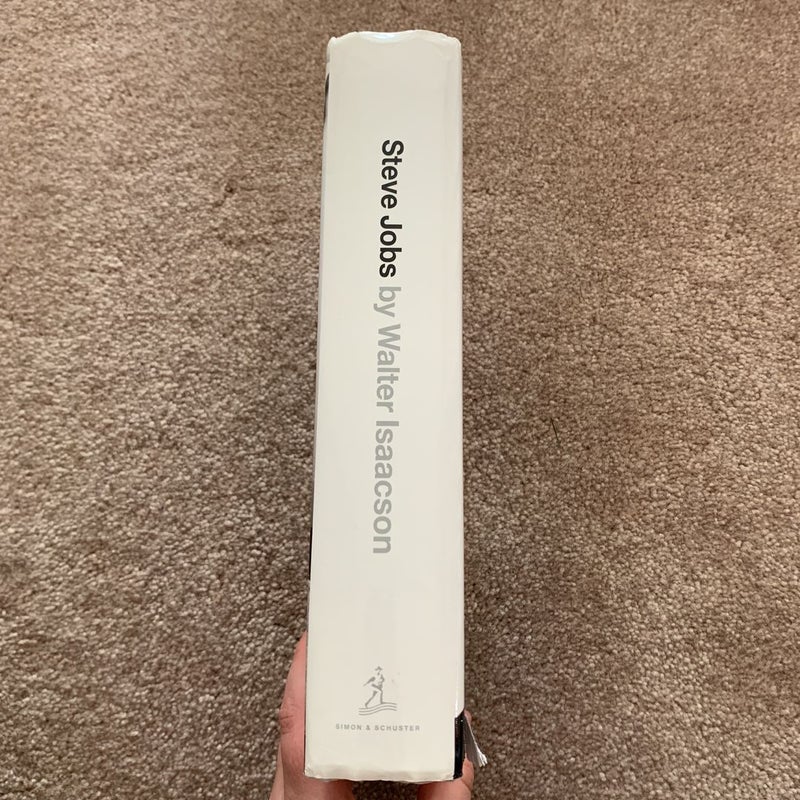 Steve Jobs by Walter Isaacson
SIMON & SCHUSTER